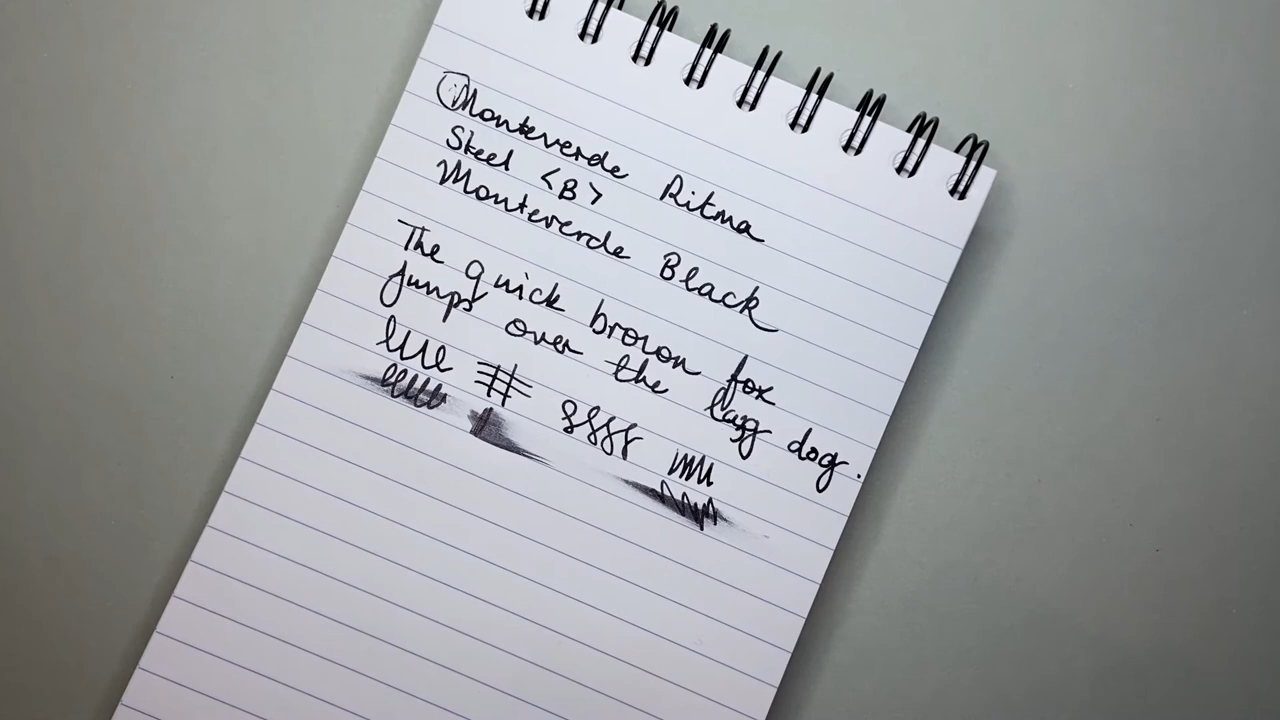 Monteverde Ritma
Steel <B>
Monteverde Black
The quick brown fox
jumps over the lazy dog.